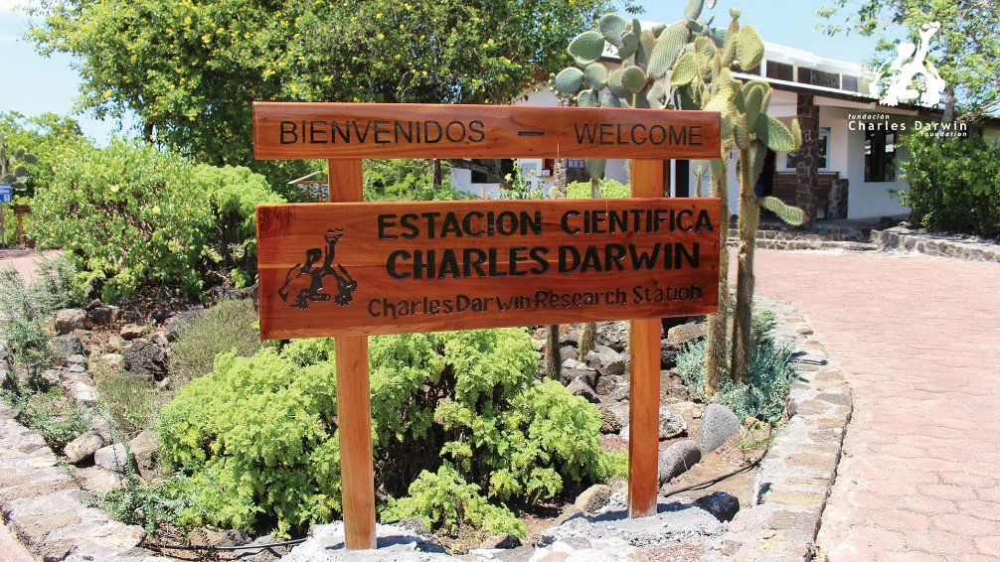 BIENVENIDOS — WELCOME
ESTACION CIENTIFICA
CHARLES DARWIN
Charles Darwin Research Station
fundación
Charles Darwin
foundation